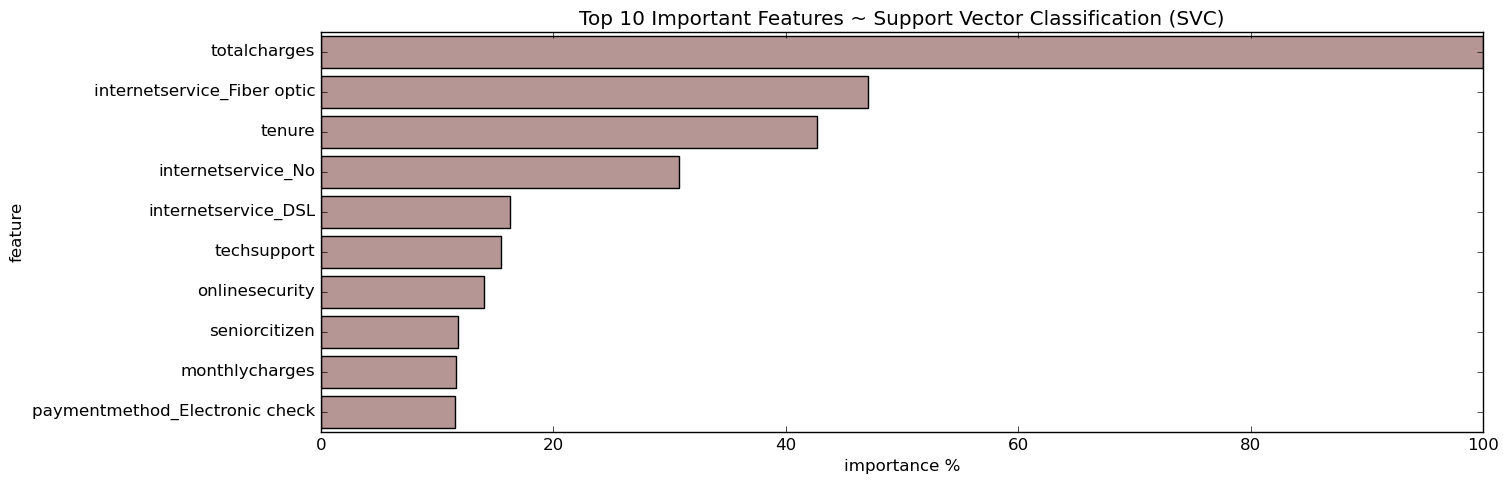 Top 10 Important Features ~ Support Vector Classification (SVC)
feature
totalcharges
internetservice_Fiber optic
tenure
internetservice_No
internetservice_DSL
techsupport
onlinesecurity
seniorcitizen
monthlycharges
paymentmethod_Electronic check
0 20 40 60 80 100
importance %